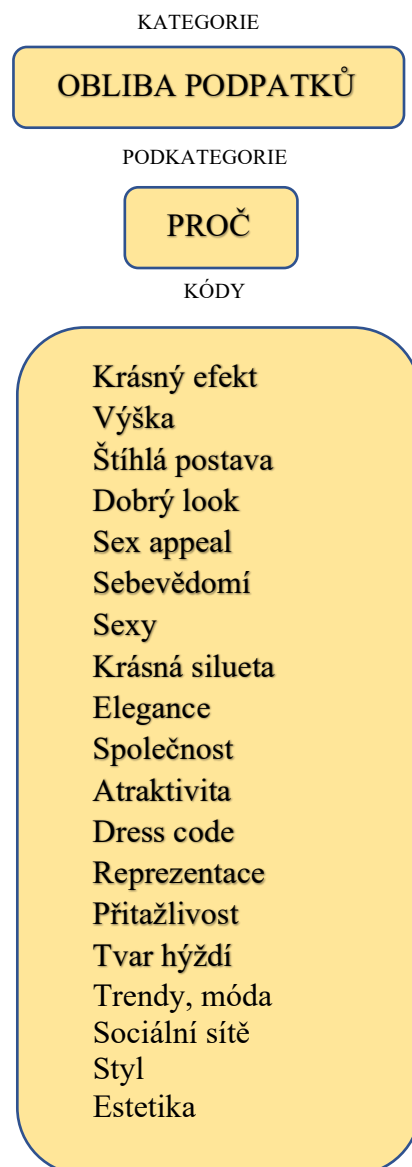 KATEGORIE
OBLIBA PODPATKŮ
PODKATEGORIE
PROČ
KÓDY
Krásný efekt
Výška
Štíhlá postava
Dobrý look
Sex appeal
Sebevědomí
Sexy
Krásná silueta
Elegance
Společnost
Atraktivita
Dress code
Reprezentace
Přitažlivost
Tvar hýždí
Trendy, móda
Sociální sítě
Styl
Estetika